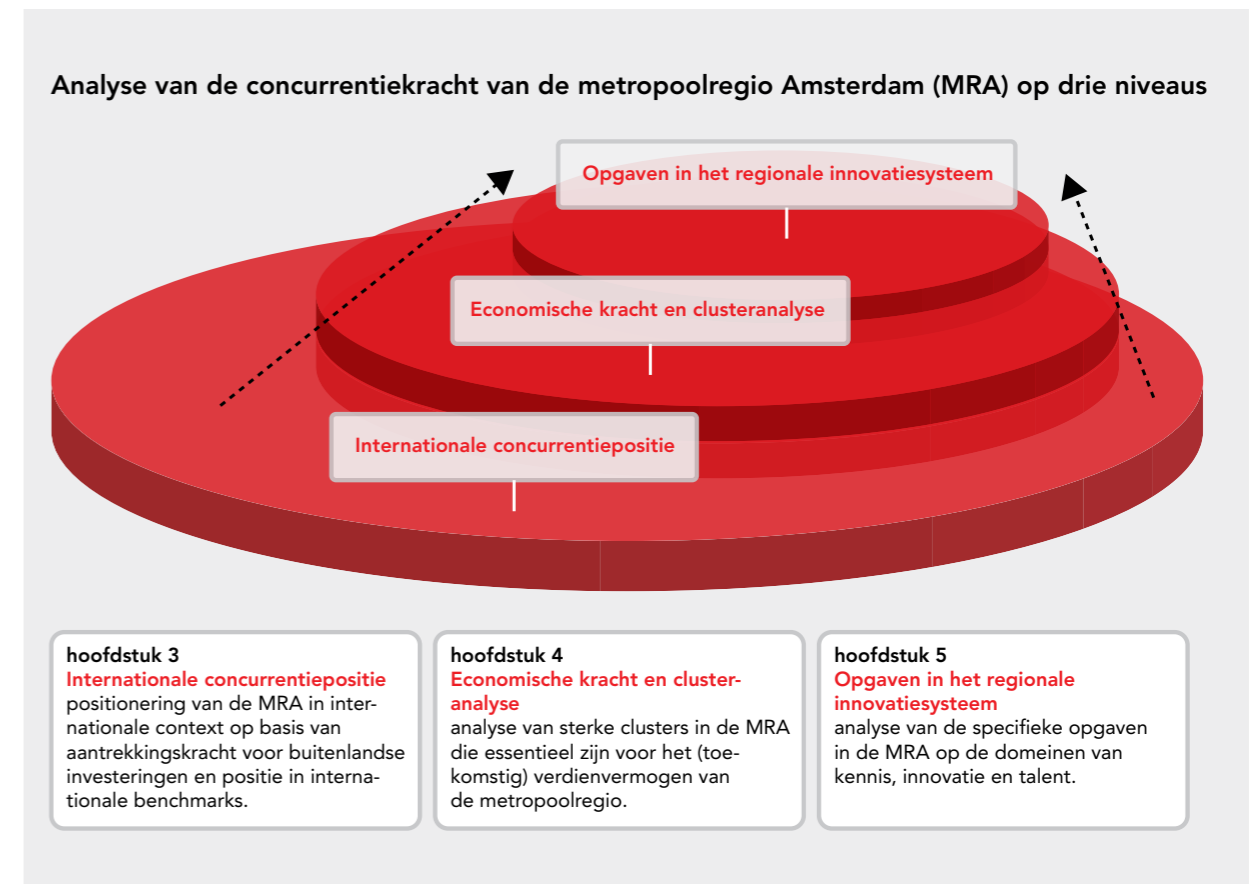 Analyse van de concurrentiekracht van de metropoolregio Amsterdam (MRA) op drie niveaus
Opgaven in het regionale innovatiesysteem
Economische kracht en clusteranalyse
Internationale concurrentiepositie
hoofdstuk 3
Internationale concurrentiepositie
positionering van de MRA in inter-
nationale context op basis van
aantrekkingskracht voor buitenlandse
investeringen en positie in interna-
tionale benchmarks.
hoofdstuk 4
Economische kracht en cluster-
analyse
analyse van sterke clusters in de MRA
die essentieel zijn voor het (toe-
komstig) verdienvermogen van
de metropoolregio.
hoofdstuk 5
Opgaven in het regionale
innovatiesysteem
analyse van de specifieke opgaven
in de MRA op de domeinen van
kennis, innovatie en talent.